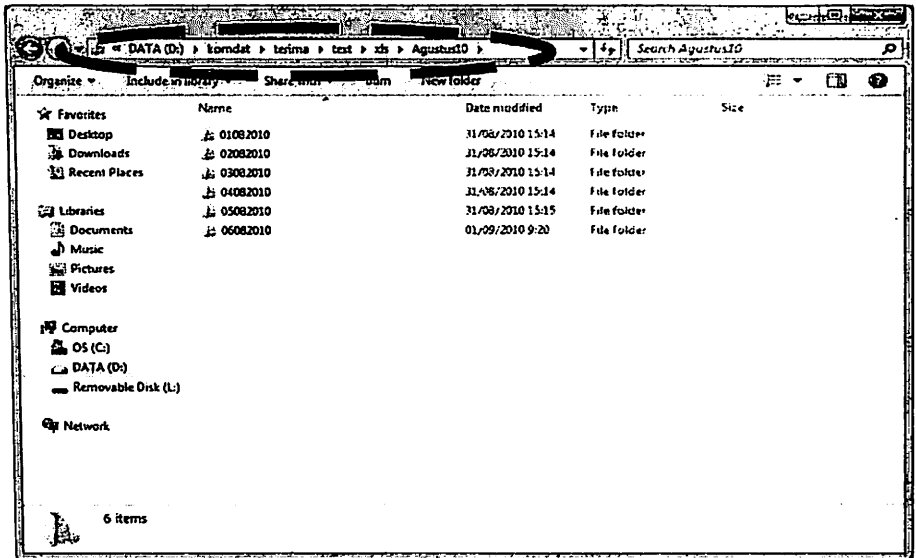 « DATA (D:) ▸ komdat ▸ terima ▸ test ▸ xls ▸ Agustus10 ▸ Search Agustus10
Organize Include in library Share with Burn New folder
Favorites
Desktop
Downloads
Recent Places
Libraries
Documents
Music
Pictures
Videos
Computer
OS (C:)
DATA (D:)
Removable Disk (L:)
Network
Name Date modified Type Size
01082010 31/08/2010 15:14 File folder
02082010 31/08/2010 15:14 File folder
03082010 31/08/2010 15:14 File folder
04082010 31/08/2010 15:14 File folder
05082010 31/08/2010 15:15 File folder
06082010 01/09/2010 9:20 File folder
6 items